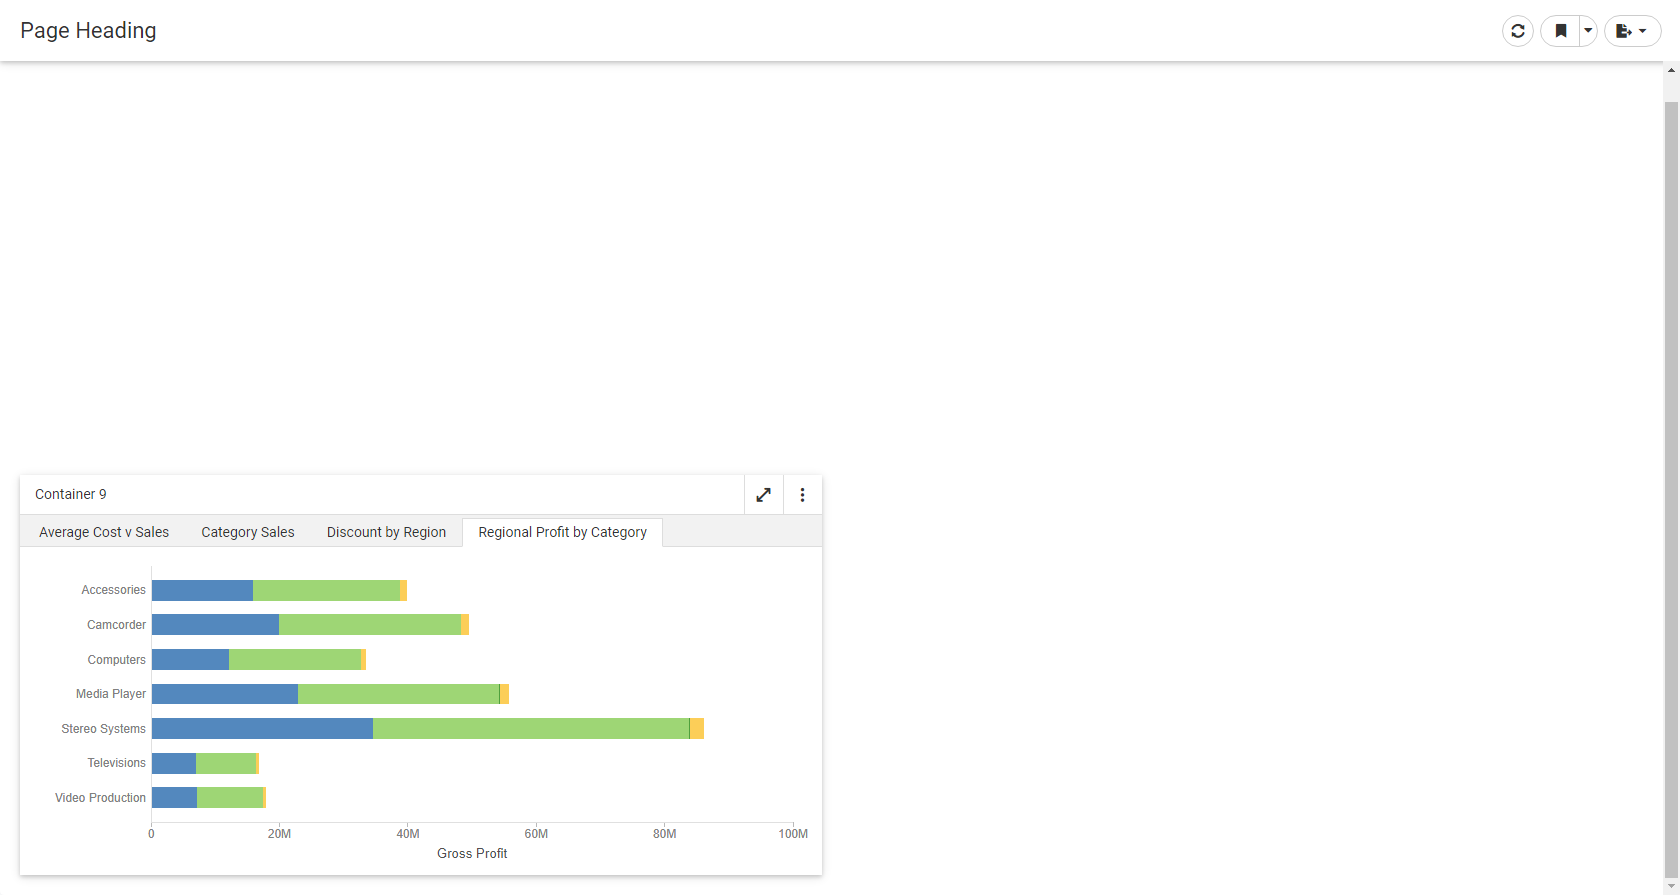 Page Heading
Container 9
Average Cost v Sales Category Sales Discount by Region Regional Profit by Category
Accessories
Camcorder
Computers
Media Player
Stereo Systems
Televisions
Video Production
0 20M 40M 60M 80M 100M
Gross Profit